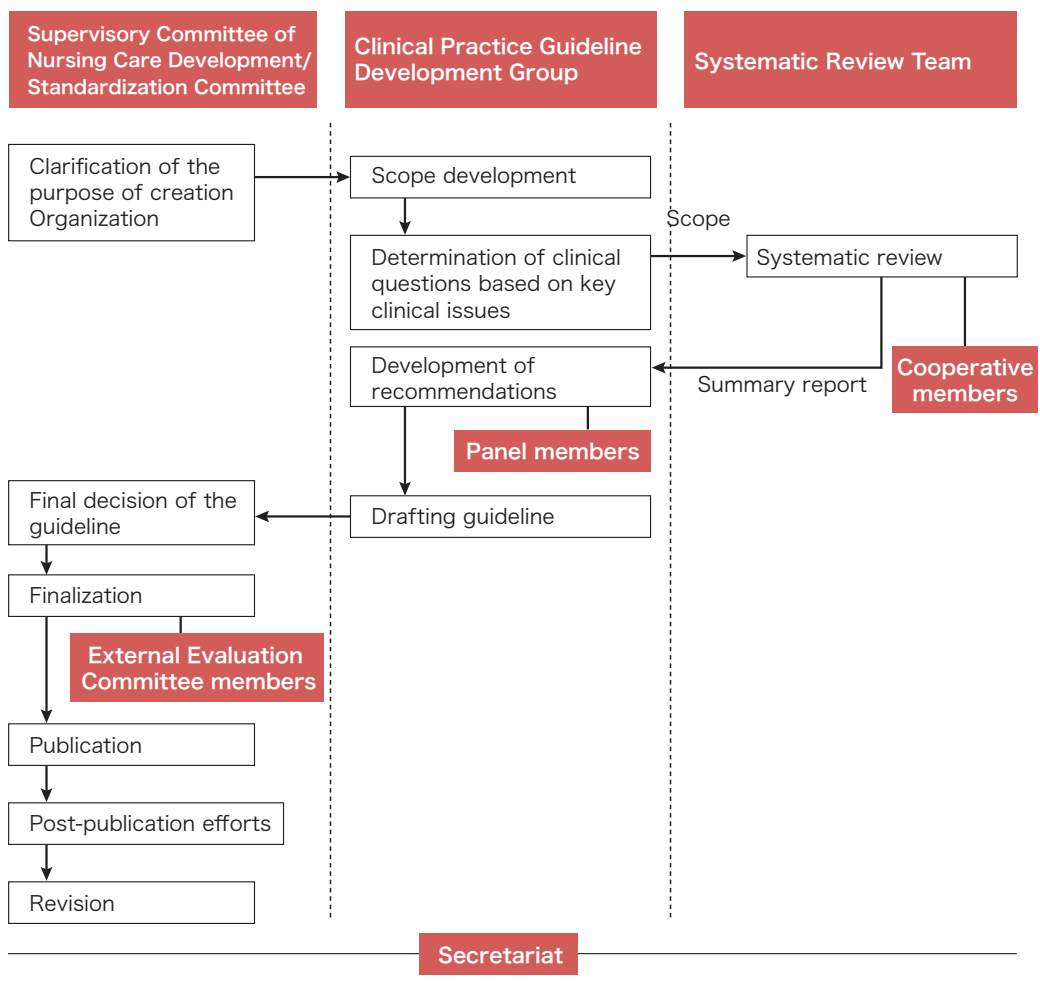 Supervisory Committee of
Nursing Care Development/
Standardization Committee
Clinical Practice Guideline
Development Group
Systematic Review Team
Clarification of the
purpose of creation
Organization
Scope development
Scope
Determination of clinical
questions based on key
clinical issues
Systematic review
Development of
recommendations
Summary report
Cooperative
members
Panel members
Final decision of the
guideline
Drafting guideline
Finalization
External Evaluation
Committee members
Publication
Post-publication efforts
Revision
Secretariat